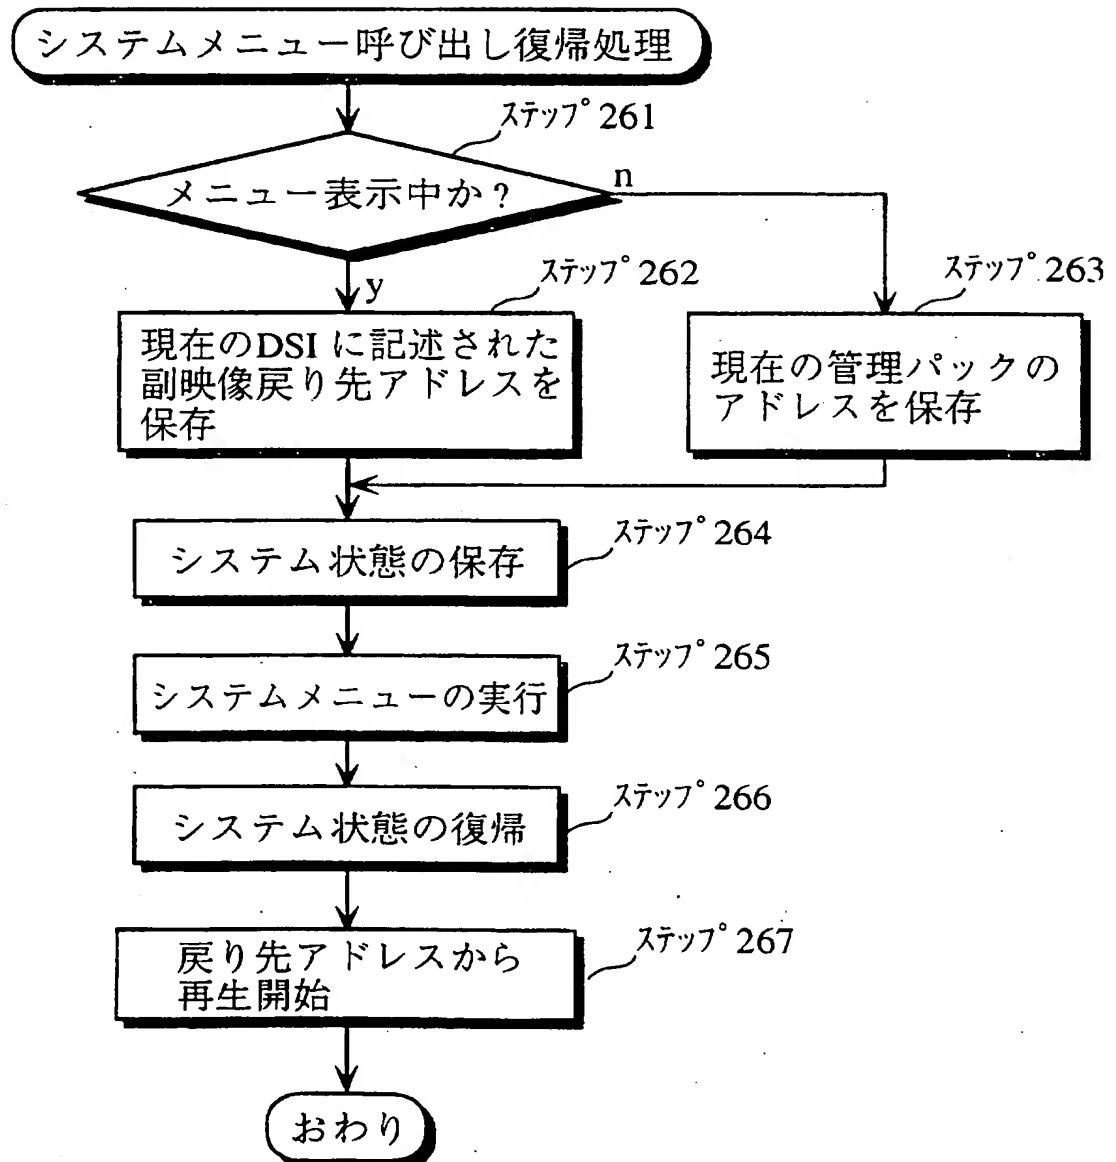 システムメニュー呼び出し復帰処理
ステップ261
メニュー表示中か?
n
y
ステップ262
現在のDSIに記述された
副映像戻り先アドレスを
保存
ステップ263
現在の管理パックの
アドレスを保存
ステップ264
システム状態の保存
ステップ265
システムメニューの実行
ステップ266
システム状態の復帰
ステップ267
戻り先アドレスから
再生開始
おわり